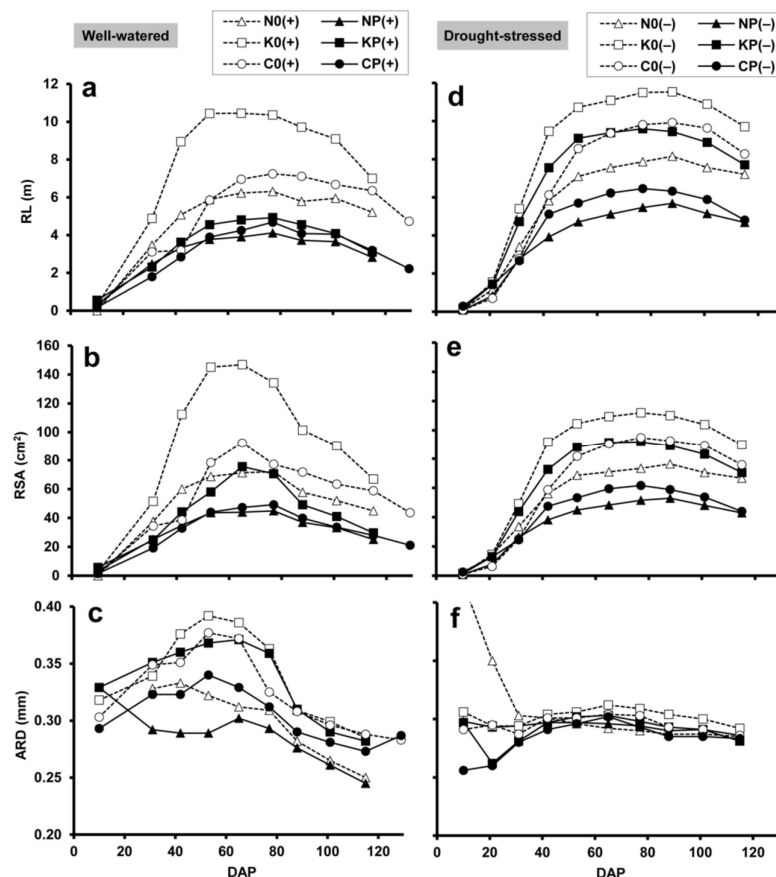 Well-watered
N0(+) NP(+)
K0(+) KP(+)
C0(+) CP(+)
Drought-stressed
N0(–) NP(–)
K0(–) KP(–)
C0(–) CP(–)
a
12
10
8
6
4
2
0
RL (m)
d
b
160
140
120
100
80
60
40
20
0
RSA (cm²)
e
c
0.40
0.35
0.30
0.25
0.20
ARD (mm)
0 20 40 60 80 100 120
DAP
f
0 20 40 60 80 100 120
DAP